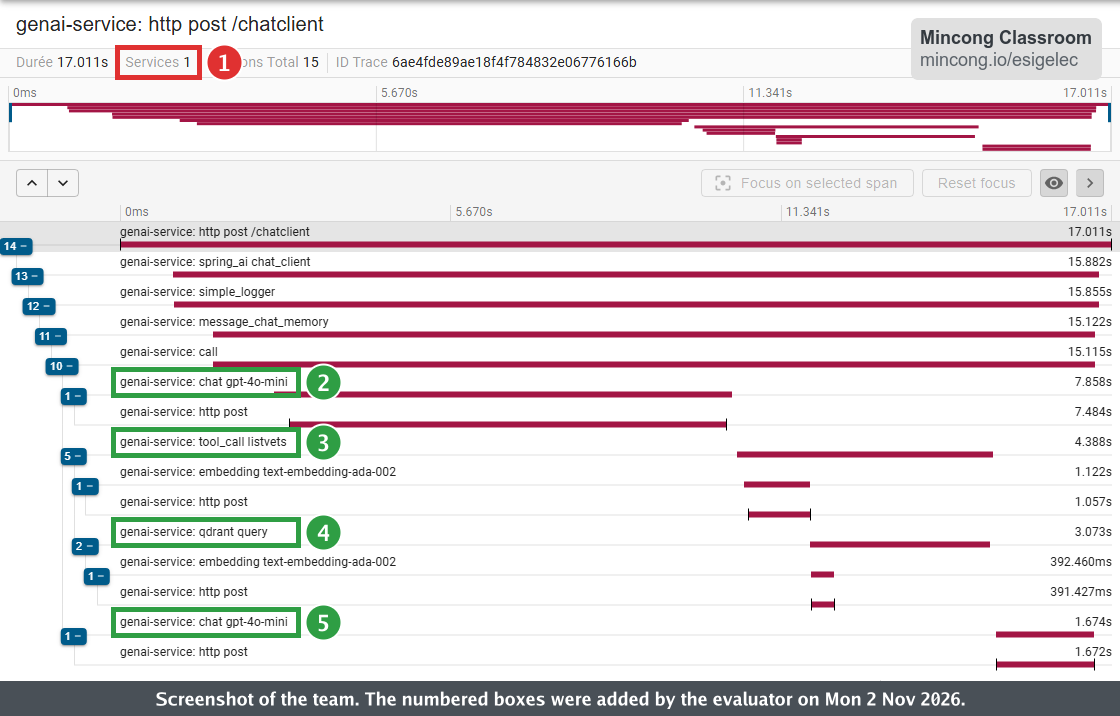 genai-service: http post /chatclient
Mincong Classroom
mincong.io/esigelec
Durée 17.011s Services 1 1 ons Total 15 ID Trace 6ae4fde89ae18f4f784832e06776166b
0ms 5.670s 11.341s 17.011s
Focus on selected span Reset focus
0ms 5.670s 11.341s 17.011s
genai-service: http post /chatclient 17.011s
14 −
genai-service: spring_ai chat_client 15.882s
13 −
genai-service: simple_logger 15.855s
12 −
genai-service: message_chat_memory 15.122s
11 −
genai-service: call 15.115s
10 −
genai-service: chat gpt-4o-mini 2 7.858s
1 −
genai-service: http post 7.484s
genai-service: tool_call listvets 3 4.388s
5 −
genai-service: embedding text-embedding-ada-002 1.122s
1 −
genai-service: http post 1.057s
genai-service: qdrant query 4 3.073s
2 −
genai-service: embedding text-embedding-ada-002 392.460ms
1 −
genai-service: http post 391.427ms
genai-service: chat gpt-4o-mini 5 1.674s
1 −
genai-service: http post 1.672s
Screenshot of the team. The numbered boxes were added by the evaluator on Mon 2 Nov 2026.